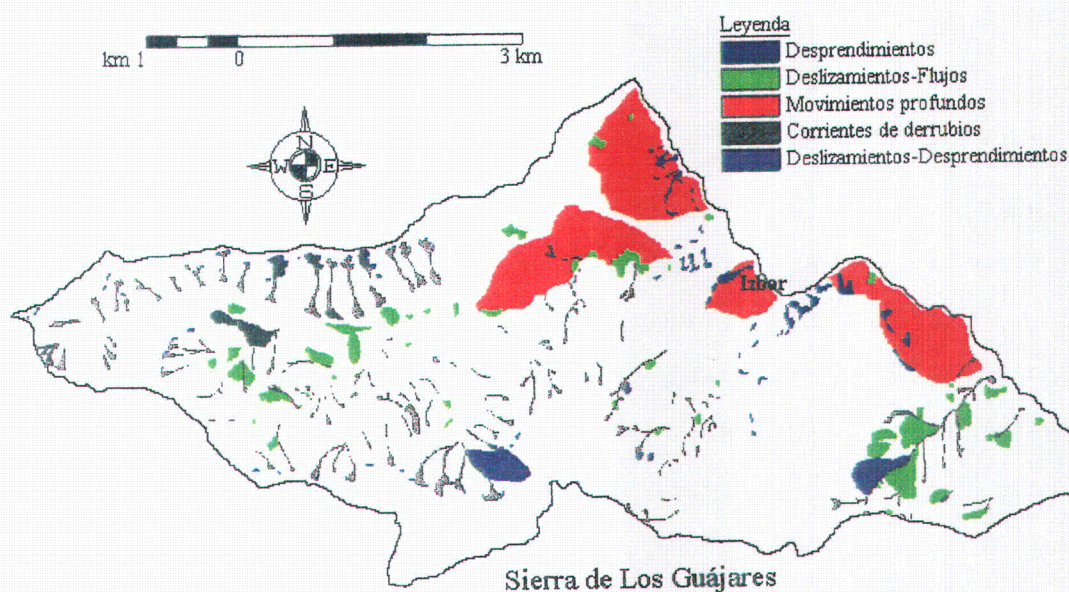 Leyenda
Desprendimientos
Deslizamientos-Flujos
Movimientos profundos
Corrientes de derrubios
Deslizamientos-Desprendimientos
km 1 0 3 km
N
W E
S
Izbor
Sierra de Los Guájares